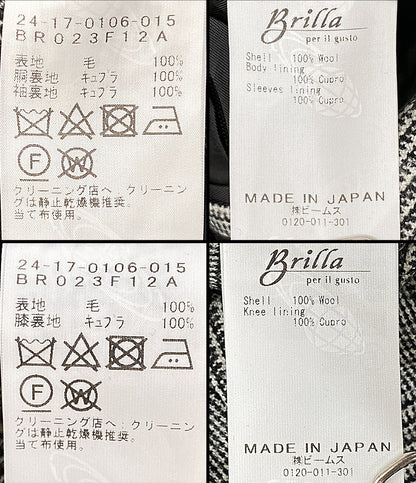 24-17-0106-015
BR023F12A
表地 毛 100%
胴裏地 キュプラ 100%
袖裏地 キュプラ 100%
F
W
クリーニング店へ:クリーニン
グは静止乾燥機推奨。
当て布使用。
Brilla
per il gusto
Shell 100% Wool
Body lining
100% Cupro
Sleeves lining
100% Cupro
MADE IN JAPAN
㈱ビームス
0120-011-301
24-17-0106-015
BR023F12A
表地 毛 100%
膝裏地 キュプラ 100%
F
W
クリーニング店へ:クリーニン
グは静止乾燥機推奨。
当て布使用。
Brilla
per il gusto
Shell 100% Wool
Knee lining
100% Cupro
MADE IN JAPAN
㈱ビームス
0120-011-301